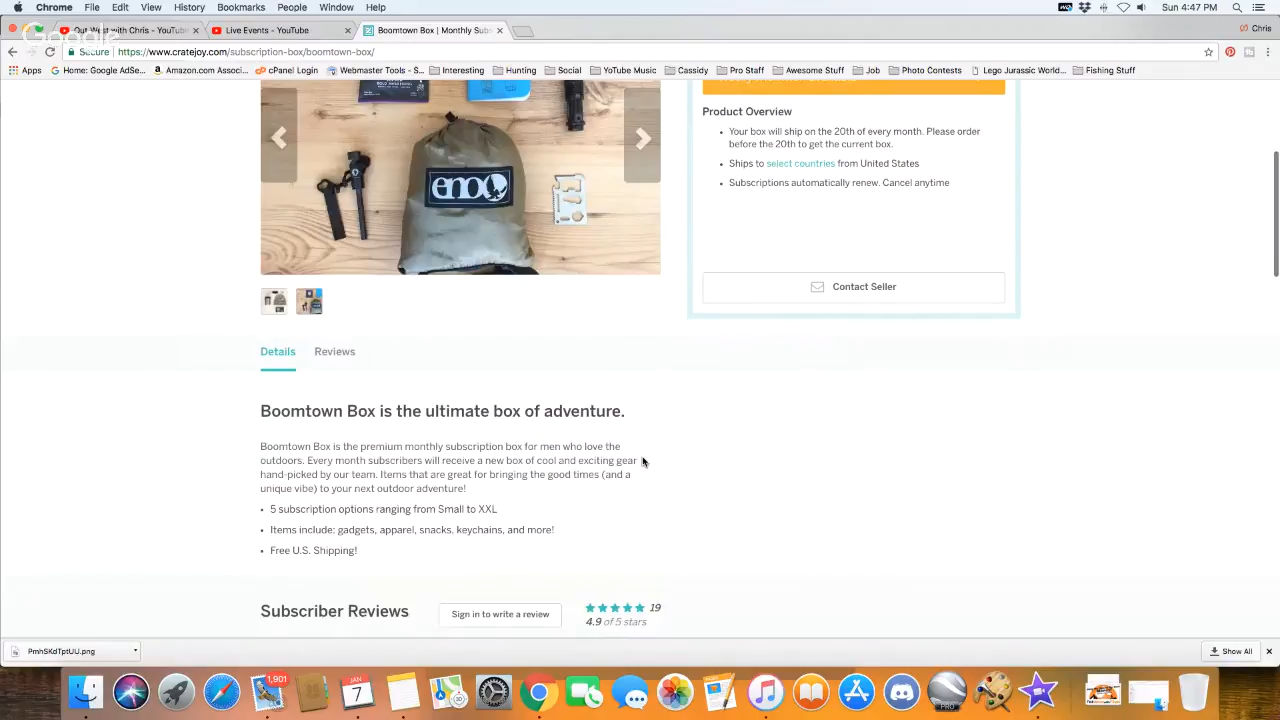 Chrome File Edit View History Bookmarks People Window Help Sun 4:47 PM
Out West with Chris - YouTube × Live Events - YouTube × Boomtown Box | Monthly Subs × Chris
Secure https://www.cratejoy.com/subscription-box/boomtown-box/
Apps Home: Google AdSe... Amazon.com Assoc... cPanel Login Webmaster Tools - S... Interesting Hunting Social YoTube Music Cassidy Pro Staff Awesome Stuff Job Photo Contests Lego Jurassic World... Fishing Stuff
eno
Product Overview
• Your box will ship on the 20th of every month. Please order
before the 20th to get the current box.
• Ships to select countries from United States
• Subscriptions automatically renew. Cancel anytime
Contact Seller
Details Reviews
Boomtown Box is the ultimate box of adventure.
Boomtown Box is the premium monthly subscription box for men who love the
outdoors. Every month subscribers will receive a new box of cool and exciting gear
hand-picked by our team. Items that are great for bringing the good times (and a
unique vibe) to your next outdoor adventure!
• 5 subscription options ranging from Small to XXL
• Items include: gadgets, apparel, snacks, keychains, and more!
• Free U.S. Shipping!
Subscriber Reviews Sign in to write a review 19
4.9 of 5 stars
PmhSKdTptUU.png Show All
1,901 JAN 7 PRO